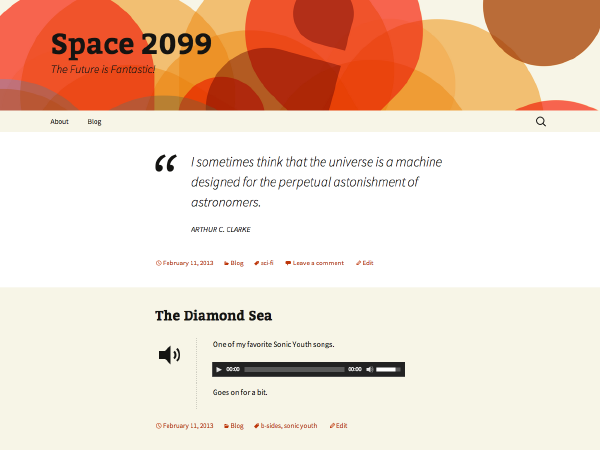 Space 2099
The Future is Fantastic!
About Blog
“ I sometimes think that the universe is a machine
designed for the perpetual astonishment of
astronomers.
ARTHUR C. CLARKE
February 11, 2013 Blog sci-fi Leave a comment Edit
The Diamond Sea
One of my favorite Sonic Youth songs.
00:00 00:00
Goes on for a bit.
February 11, 2013 Blog b-sides, sonic youth Edit